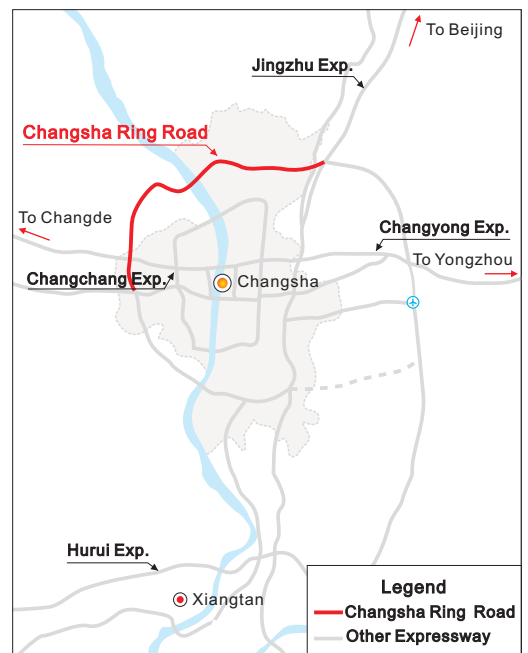 To Beijing
Jingzhu Exp.
Changsha Ring Road
To Changde
Changyong Exp.
To Yongzhou
Changchang Exp.
Changsha
Hurui Exp.
Xiangtan
Legend
Changsha Ring Road
Other Expressway